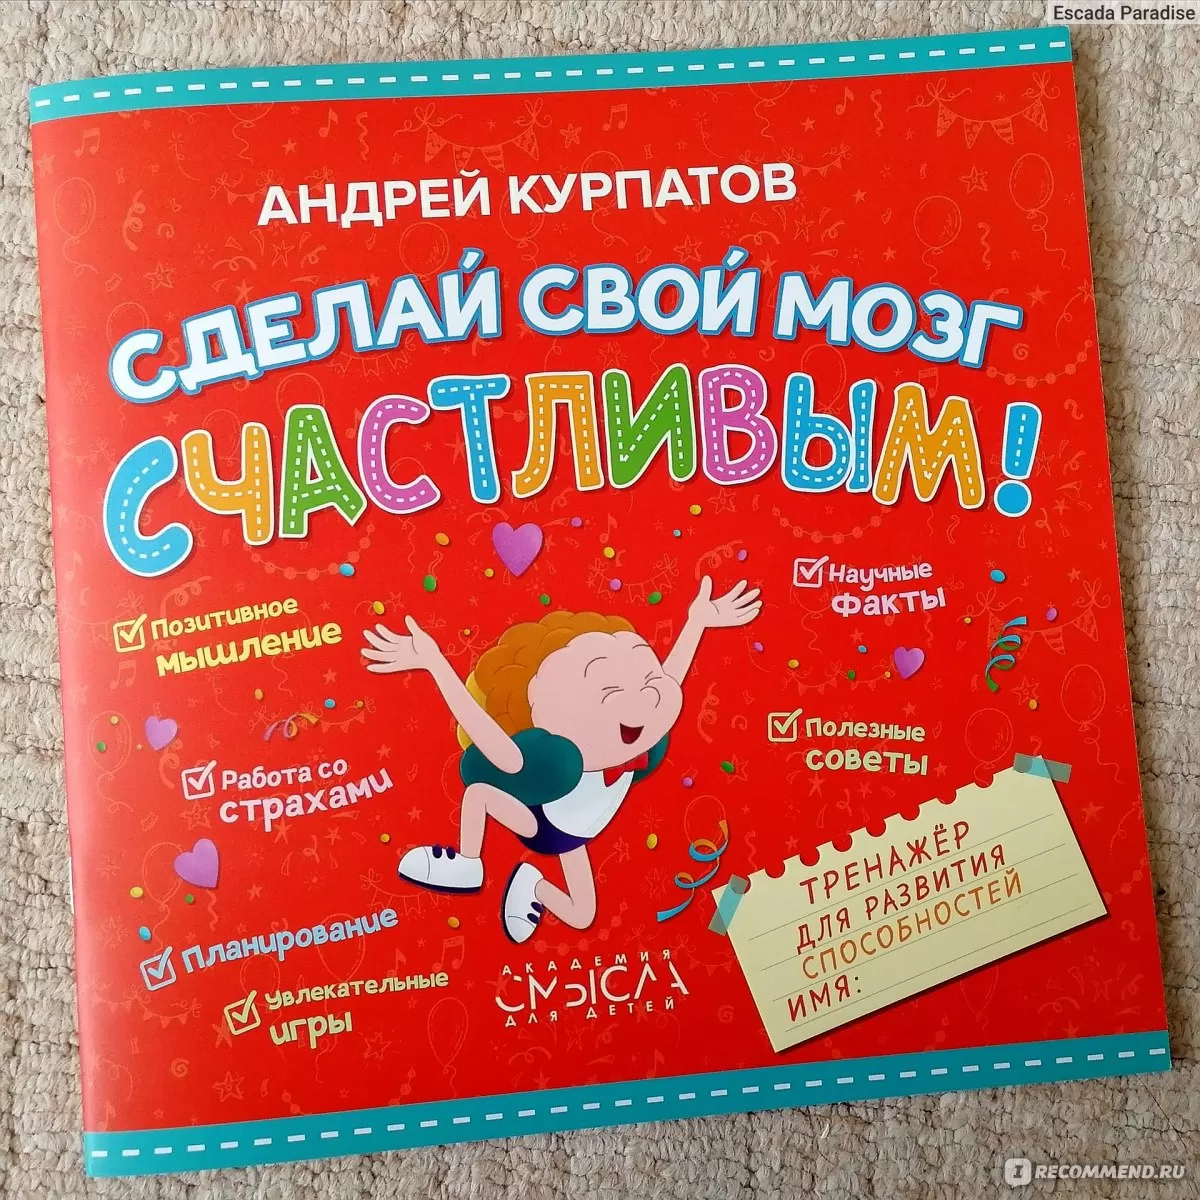 Escada Paradise
АНДРЕЙ КУРПАТОВ
СДЕЛАЙ СВОЙ МОЗГ
СЧАСТЛИВЫМ!
Позитивное
мышление
Научные
факты
Работа со
страхами
Полезные
советы
Планирование
Увлекательные
игры
ТРЕНАЖЁР
ДЛЯ РАЗВИТИЯ
СПОСОБНОСТЕЙ
ИМЯ:
АКАДЕМИЯ
СМЫСЛА
ДЛЯ ДЕТЕЙ
RECOMMEND.RU